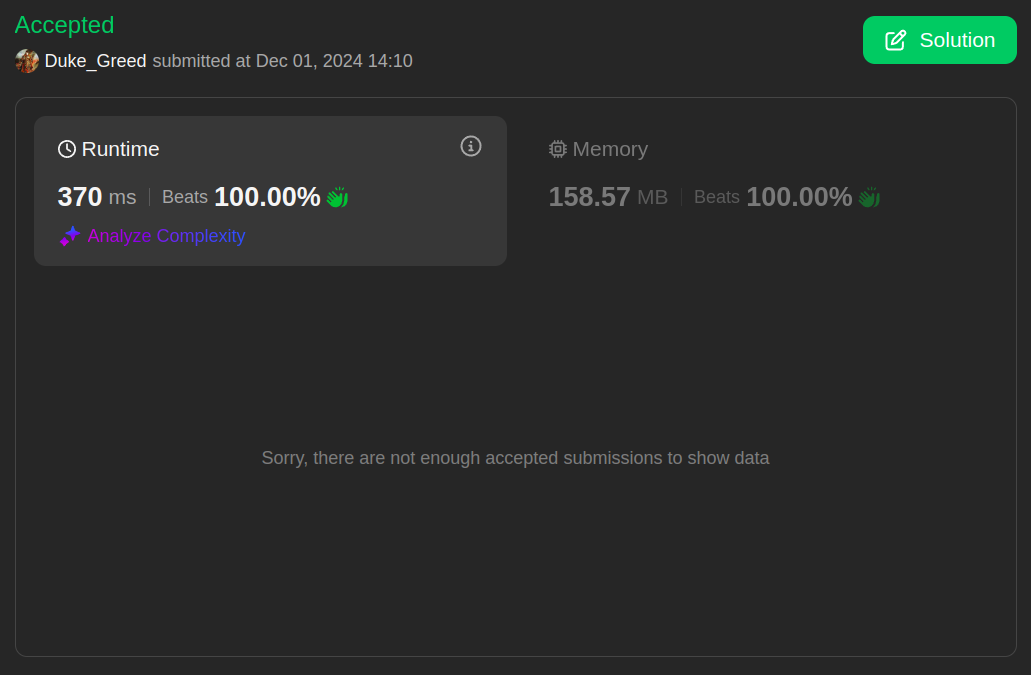 Accepted
Duke_Greed submitted at Dec 01, 2024 14:10
Solution
Runtime
370 ms | Beats 100.00%
Analyze Complexity
Memory
158.57 MB | Beats 100.00%
Sorry, there are not enough accepted submissions to show data